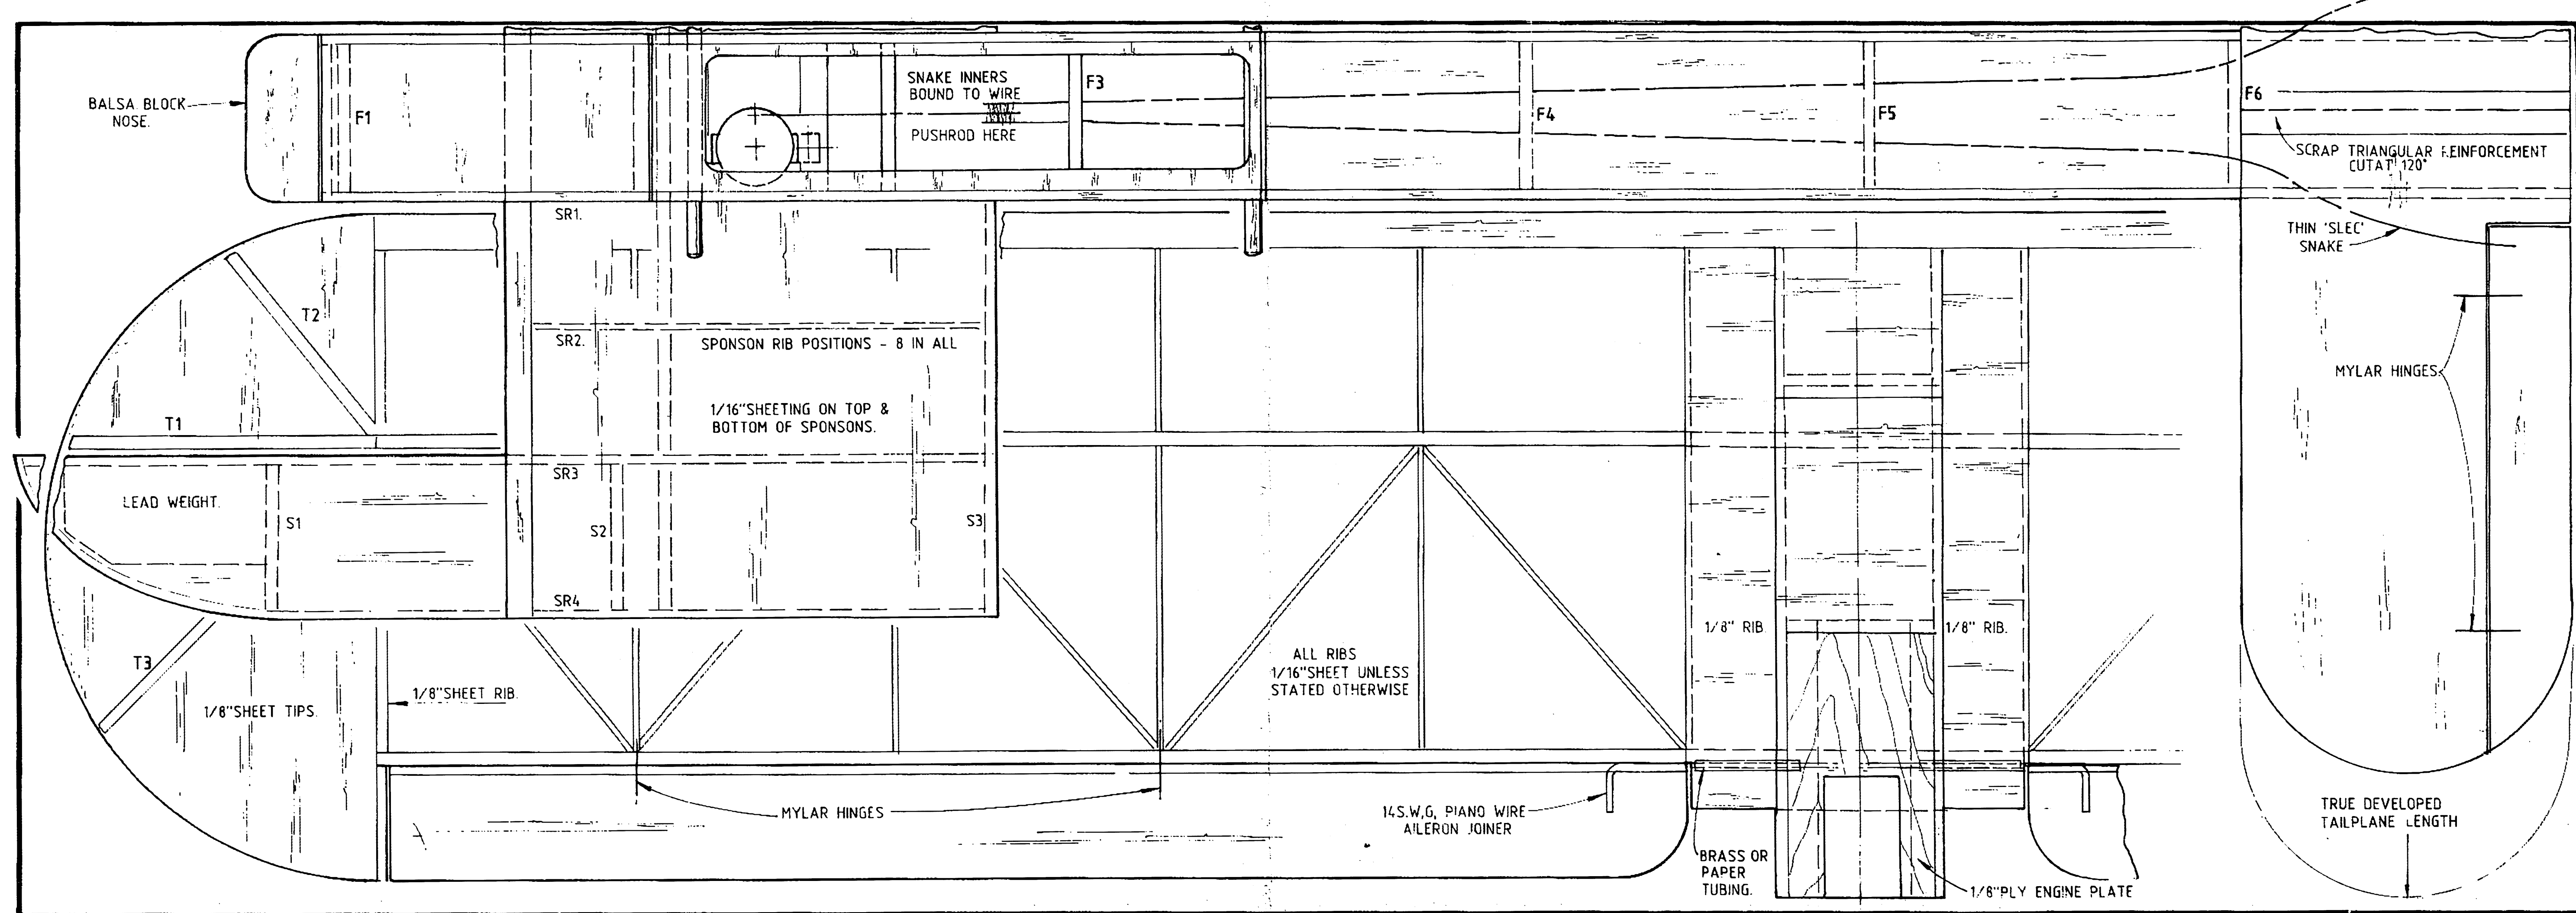 BALSA BLOCK
NOSE.
F1
SNAKE INNERS
BOUND TO WIRE
PUSHROD HERE
F3
F4
F5
F6
SCRAP TRIANGULAR REINFORCEMENT
CUT AT 120°
THIN 'SLEC'
SNAKE
MYLAR HINGES
SR1.
T2
SR2.
SPONSON RIB POSITIONS - 8 IN ALL
1/16"SHEETING ON TOP &
BOTTOM OF SPONSONS.
T1
SR3
LEAD WEIGHT.
S1
S2
S3
SR4
T3
1/8"SHEET RIB.
1/8"SHEET TIPS.
ALL RIBS
1/16"SHEET UNLESS
STATED OTHERWISE
1/8" RIB.
1/8" RIB.
MYLAR HINGES
14S.W,G, PIANO WIRE
AILERON JOINER
BRASS OR
PAPER
TUBING.
1/8"PLY ENGINE PLATE
TRUE DEVELOPED
TAILPLANE LENGTH